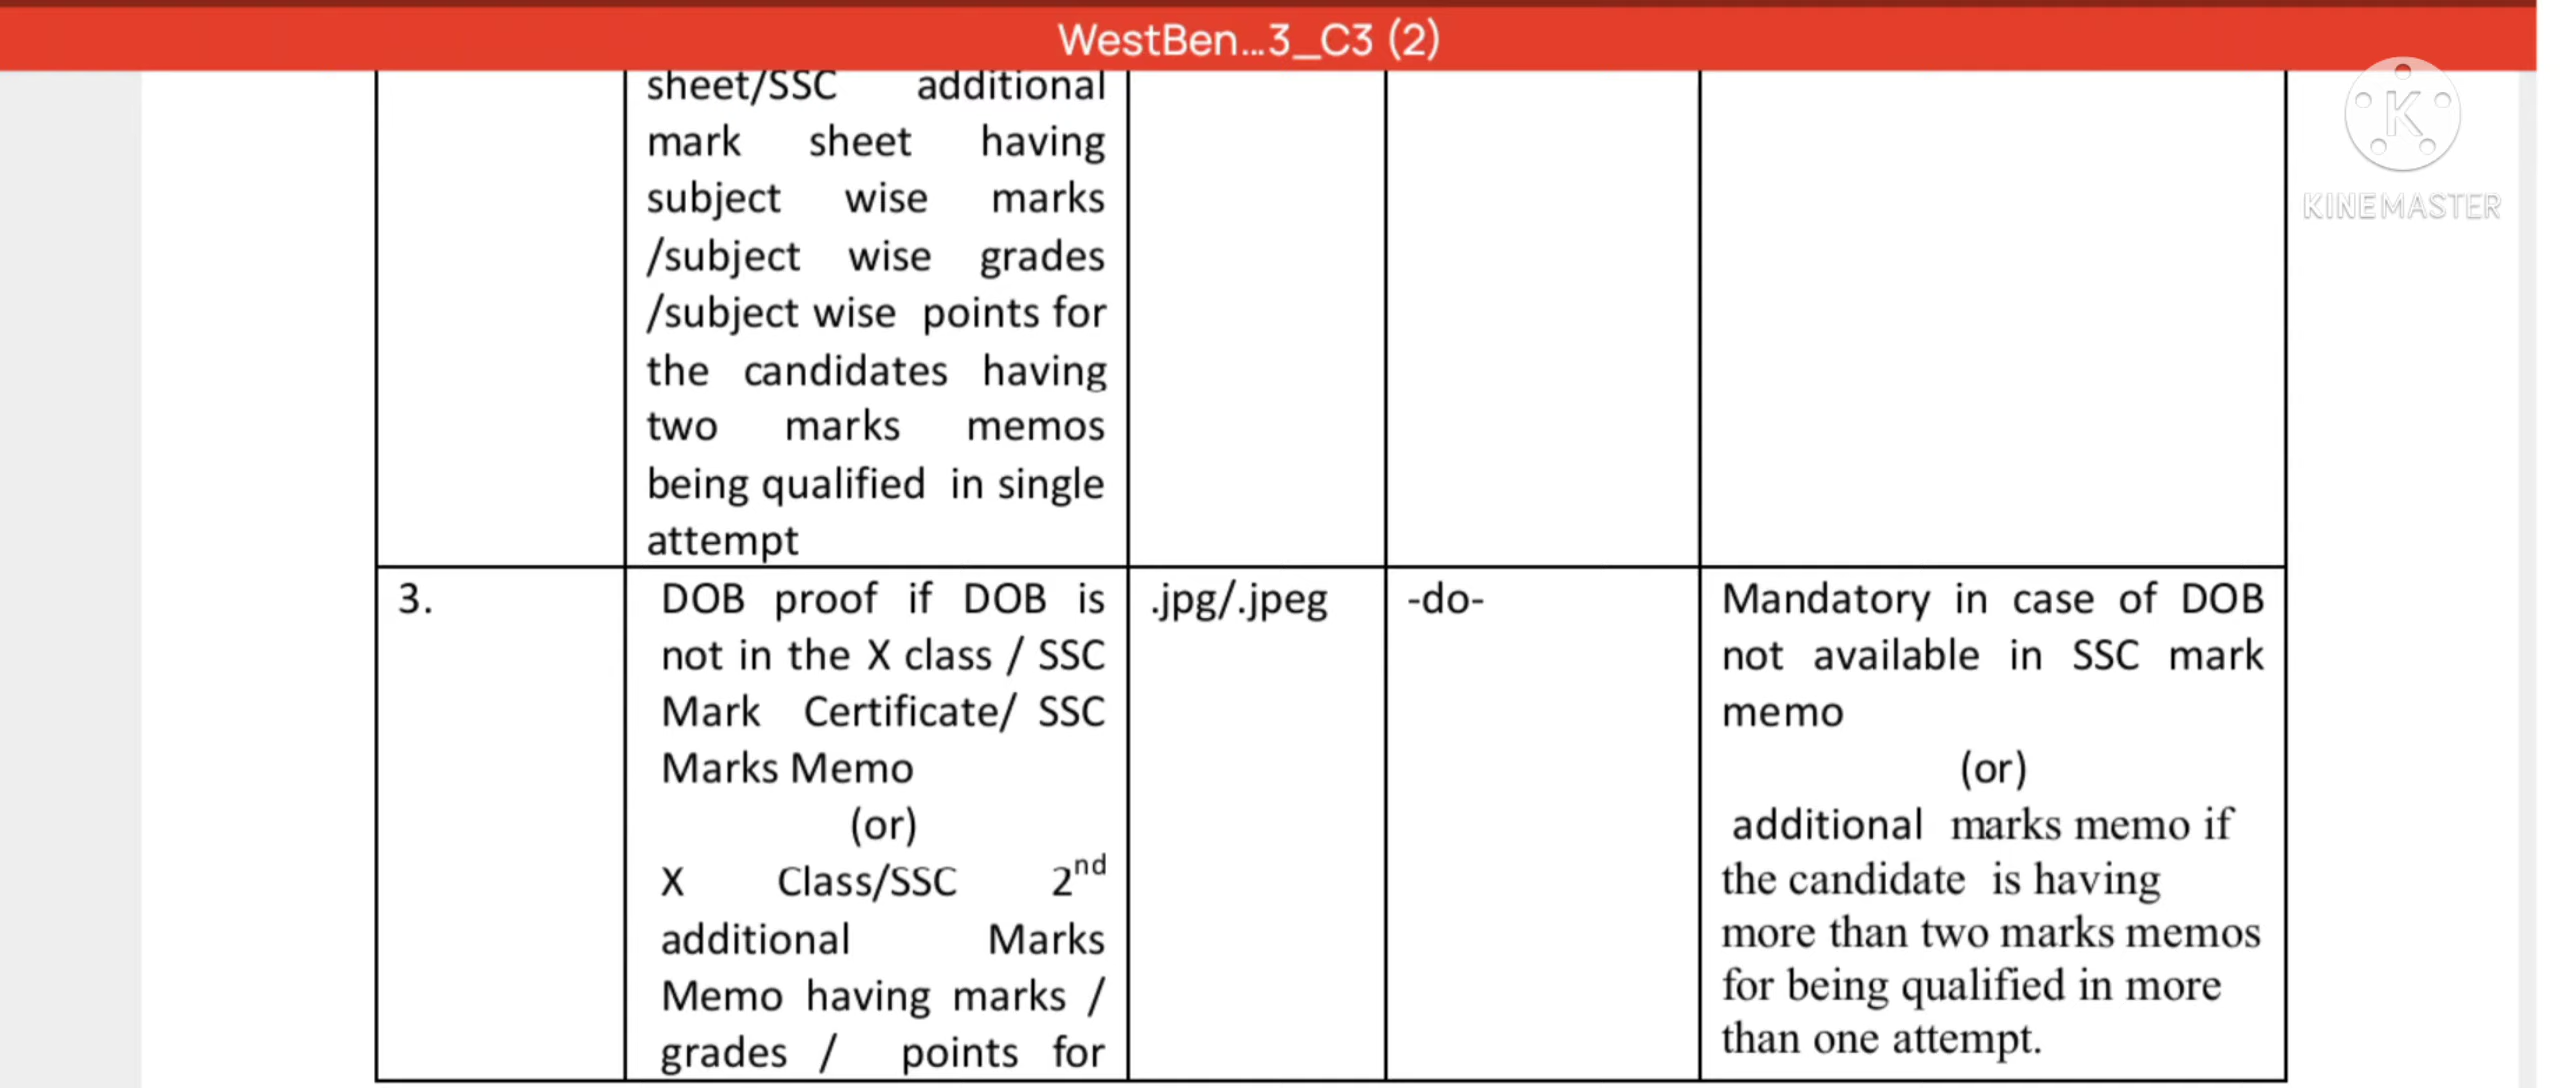 WestBen...3_C3 (2)
KINEMASTER
sheet/SSC additional
mark sheet having
subject wise marks
/subject wise grades
/subject wise points for
the candidates having
two marks memos
being qualified in single
attempt
3.
DOB proof if DOB is
not in the X class / SSC
Mark Certificate/ SSC
Marks Memo
(or)
X Class/SSC 2nd
additional Marks
Memo having marks /
grades / points for
.jpg/.jpeg
-do-
Mandatory in case of DOB
not available in SSC mark
memo
(or)
additional marks memo if
the candidate is having
more than two marks memos
for being qualified in more
than one attempt.